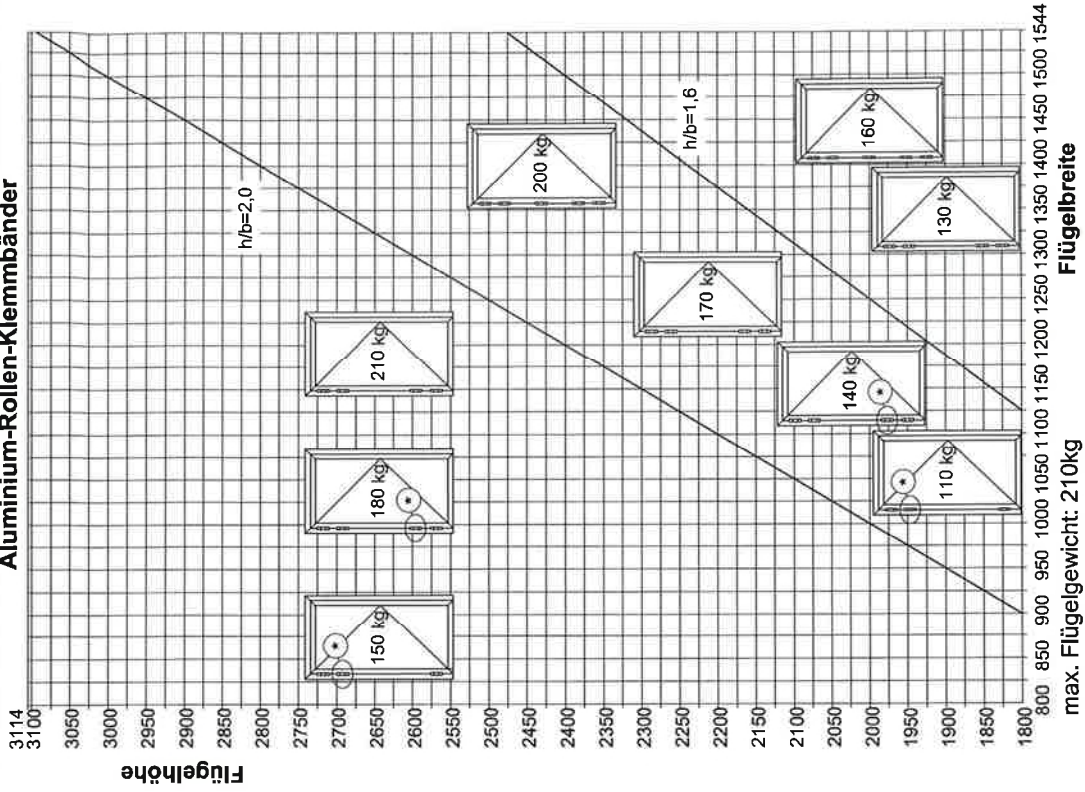 Aluminium-Rollen-Klemmbänder
3114
3100
3050
3000
2950
2900
2850
2800
2750
2700
2650
2600
2550
2500
2450
2400
2350
2300
2250
2200
2150
2100
2050
2000
1950
1900
1850
1800
Flügelhöhe
h/b=2,0
h/b=1,6
150 kg
*
180 kg
*
210 kg
200 kg
170 kg
140 kg
*
110 kg
*
160 kg
130 kg
800 850 900 950 1000 1050 1100 1150 1200 1250 1300 1350 1400 1450 1500 1544
Flügelbreite
max. Flügelgewicht: 210kg